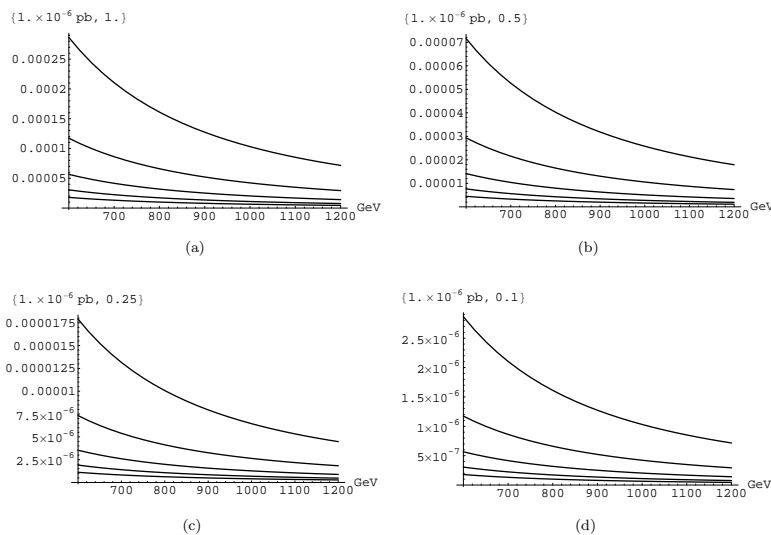 {1. ×10⁻⁶ pb, 1.}
0.00025
0.0002
0.00015
0.0001
0.00005
700 800 900 1000 1100 1200 GeV
(a)
{1. ×10⁻⁶ pb, 0.5}
0.00007
0.00006
0.00005
0.00004
0.00003
0.00002
0.00001
700 800 900 1000 1100 1200 GeV
(b)
{1. ×10⁻⁶ pb, 0.25}
0.0000175
0.000015
0.0000125
0.00001
7.5×10⁻⁶
5×10⁻⁶
2.5×10⁻⁶
700 800 900 1000 1100 1200 GeV
(c)
{1. ×10⁻⁶ pb, 0.1}
2.5×10⁻⁶
2×10⁻⁶
1.5×10⁻⁶
1×10⁻⁶
5×10⁻⁷
700 800 900 1000 1100 1200 GeV
(d)